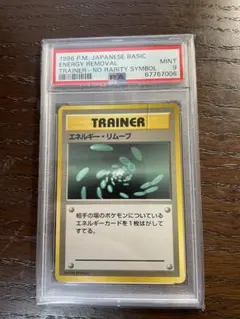 1996 P.M. JAPANESE BASIC
ENERGY REMOVAL MINT
TRAINER-NO RARITY SYMBOL 9
PSA 67767006
TRAINER
エネルギー・リムーブ
相手の場のポケモンについている
エネルギーカードを1枚はがして
すてる。